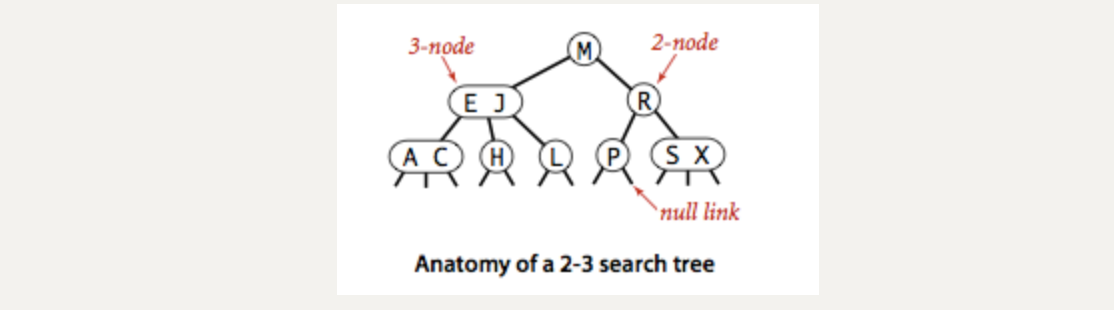 3-node
M
2-node
E J
R
A C
H
L
P
S X
null link
Anatomy of a 2-3 search tree